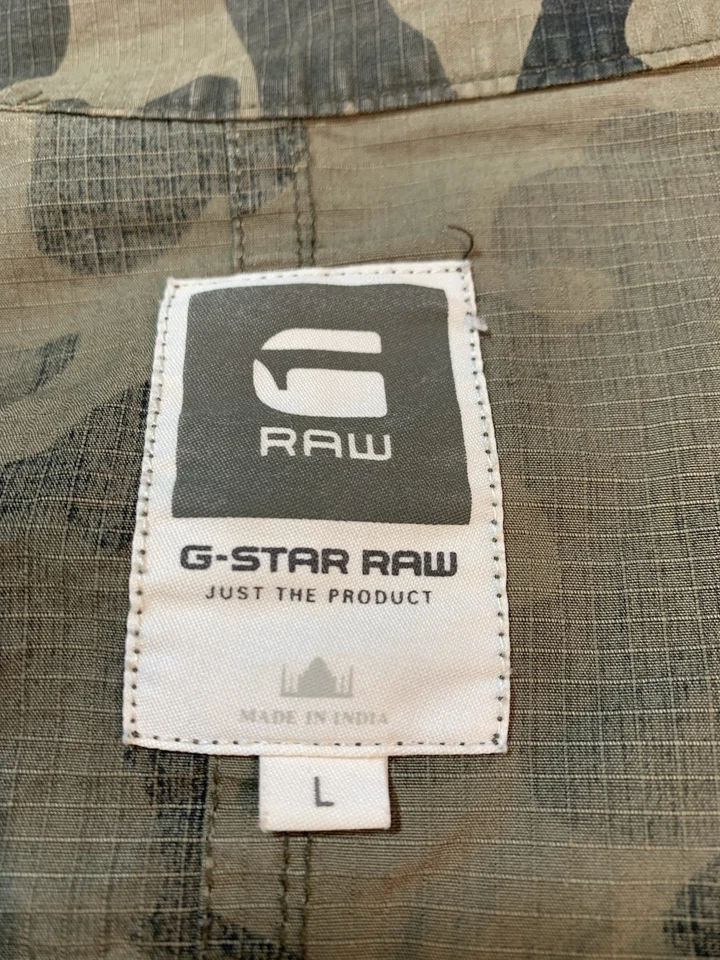 RAW
G-STAR RAW
JUST THE PRODUCT
MADE IN INDIA
L